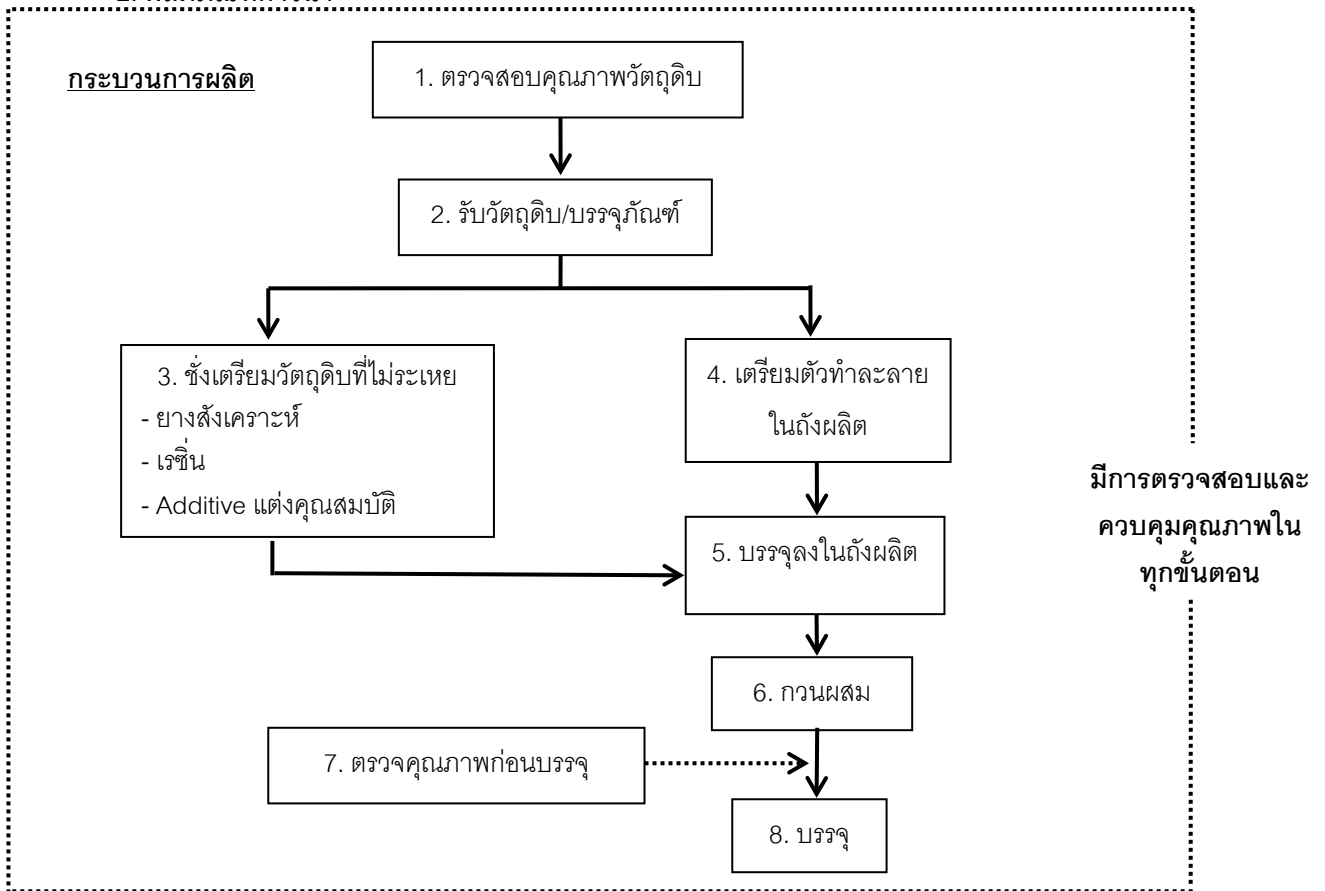 กระบวนการผลิต
1. ตรวจสอบคุณภาพวัตถุดิบ
2. รับวัตถุดิบ/บรรจุภัณฑ์
3. ชั่งเตรียมวัตถุดิบที่ไม่ระเหย
- ยางสังเคราะห์
- เรซิ่น
- Additive แต่งคุณสมบัติ
4. เตรียมตัวทำละลาย
ในถังผลิต
5. บรรจุลงในถังผลิต
6. กวนผสม
7. ตรวจคุณภาพก่อนบรรจุ
8. บรรจุ
มีการตรวจสอบและ
ควบคุมคุณภาพใน
ทุกขั้นตอน